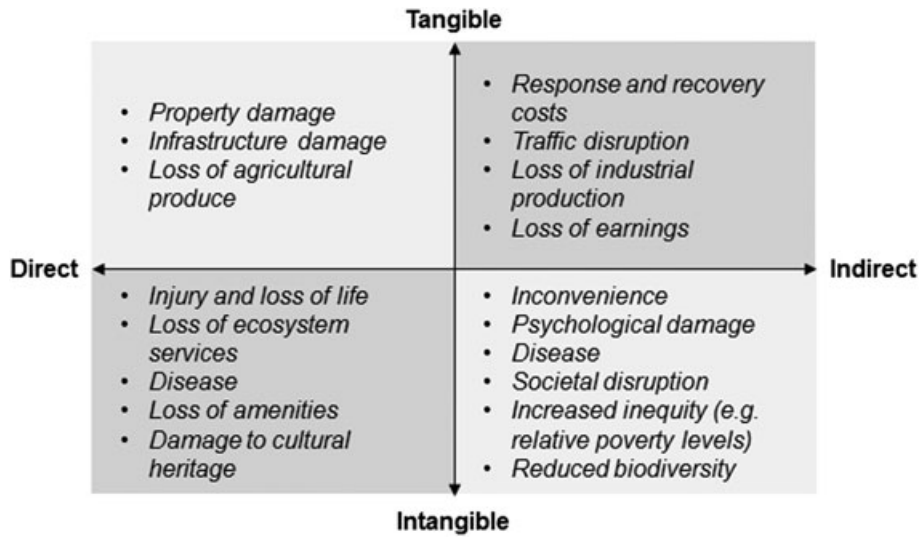 Tangible
• Property damage
• Infrastructure damage
• Loss of agricultural
produce
• Response and recovery
costs
• Traffic disruption
• Loss of industrial
production
• Loss of earnings
Direct
Indirect
• Injury and loss of life
• Loss of ecosystem
services
• Disease
• Loss of amenities
• Damage to cultural
heritage
• Inconvenience
• Psychological damage
• Disease
• Societal disruption
• Increased inequity (e.g.
relative poverty levels)
• Reduced biodiversity
Intangible